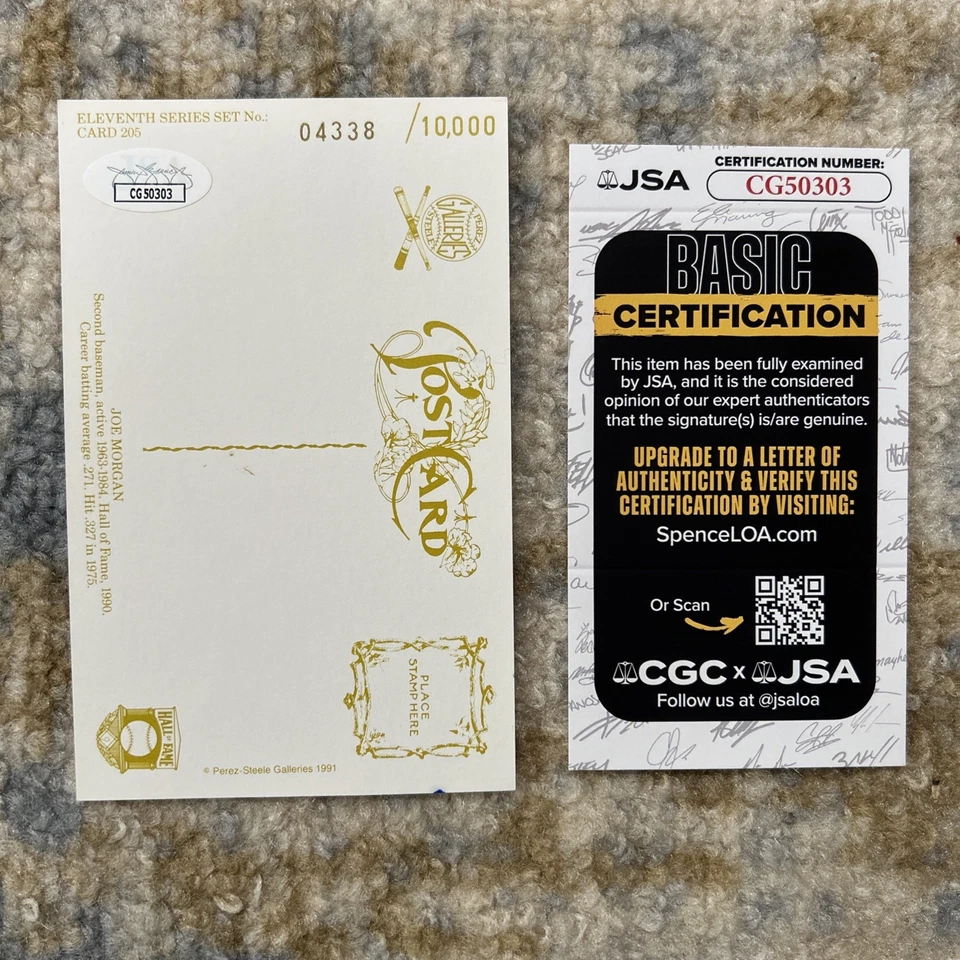 ELEVENTH SERIES SET No.:
CARD 205
04338 /10,000
CG50303
PEREZ-
STEELE
GALLERIES
POSTCARD
JOE MORGAN
Second baseman, active 1963-1984. Hall of Fame, 1990.
Career batting average .271. Hit .327 in 1975.
PLACE
STAMP HERE
HALL OF FAME
© Perez-Steele Galleries 1991
JSA
CERTIFICATION NUMBER:
CG50303
BASIC
CERTIFICATION
This item has been fully examined
by JSA, and it is the considered
opinion of our expert authenticators
that the signature(s) is/are genuine.
UPGRADE TO A LETTER OF
AUTHENTICITY & VERIFY THIS
CERTIFICATION BY VISITING:
SpenceLOA.com
Or Scan
CGC x JSA
Follow us at @jsaloa